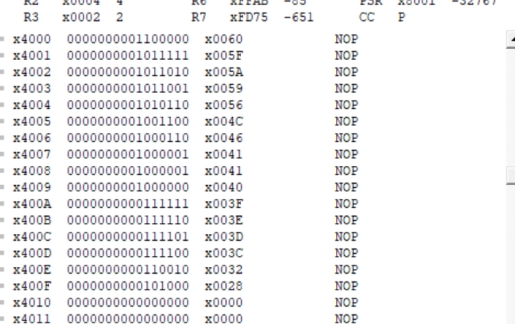 R2 x0004 4 R6 xFFAB -85 PSR x8001 -32767
R3 x0002 2 R7 xFD75 -651 CC P
x4000 0000000001100000 x0060 NOP
x4001 0000000001011111 x005F NOP
x4002 0000000001011010 x005A NOP
x4003 0000000001011001 x0059 NOP
x4004 0000000001010110 x0056 NOP
x4005 0000000001001100 x004C NOP
x4006 0000000001000110 x0046 NOP
x4007 0000000001000001 x0041 NOP
x4008 0000000001000001 x0041 NOP
x4009 0000000001000000 x0040 NOP
x400A 0000000000111111 x003F NOP
x400B 0000000000111110 x003E NOP
x400C 0000000000111101 x003D NOP
x400D 0000000000111100 x003C NOP
x400E 0000000000110010 x0032 NOP
x400F 0000000000101000 x0028 NOP
x4010 0000000000000000 x0000 NOP
x4011 0000000000000000 x0000 NOP